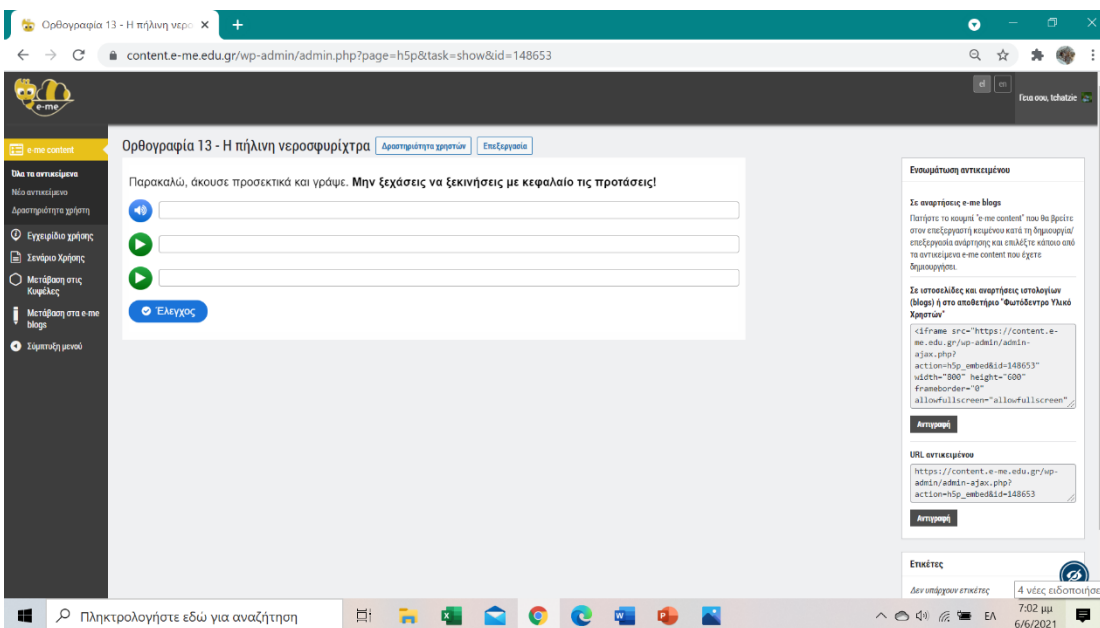 Ορθογραφία 13 - Η πήλινη νερο
content.e-me.edu.gr/wp-admin/admin.php?page=h5p&task=show&id=148653
e-me
el en
Γεια σου, tchatzie
e-me content
Όλα τα αντικείμενα
Νέο αντικείμενο
Δραστηριότητα χρήστη
Εγχειρίδιο χρήσης
Σενάριο Χρήσης
Μετάβαση στις
Κυψέλες
Μετάβαση στα e-me
blogs
Σύμπτυξη μενού
Ορθογραφία 13 - Η πήλινη νεροσφυρίχτρα Δραστηριότητα χρηστών Επεξεργασία
Παρακαλώ, άκουσε προσεκτικά και γράψε. Μην ξεχάσεις να ξεκινήσεις με κεφαλαίο τις προτάσεις!
Έλεγχος
Ενσωμάτωση αντικειμένου
Σε αναρτήσεις e-me blogs
Πατήστε το κουμπί "e-me content" που θα βρείτε
στον επεξεργαστή κειμένου κατά τη δημιουργία/
επεξεργασία ανάρτησης και επιλέξτε κάποιο από
τα αντικείμενα e-me content που έχετε
δημιουργήσει.
Σε ιστοσελίδες και αναρτήσεις ιστολογίων
(blogs) ή στο αποθετήριο "Φωτόδεντρο Υλικό
Χρηστών"
<iframe src="https://content.e-
me.edu.gr/wp-admin/admin-
ajax.php?
action=h5p_embed&id=148653"
width="800" height="600"
frameborder="0"
allowfullscreen="allowfullscreen"
Αντιγραφή
URL αντικειμένου
https://content.e-me.edu.gr/wp-
admin/admin-ajax.php?
action=h5p_embed&id=148653
Αντιγραφή
Ετικέτες
Δεν υπάρχουν ετικέτες
4 νέες ειδοποιήσε
Πληκτρολογήστε εδώ για αναζήτηση
ΕΛ
7:02 μμ
6/6/2021